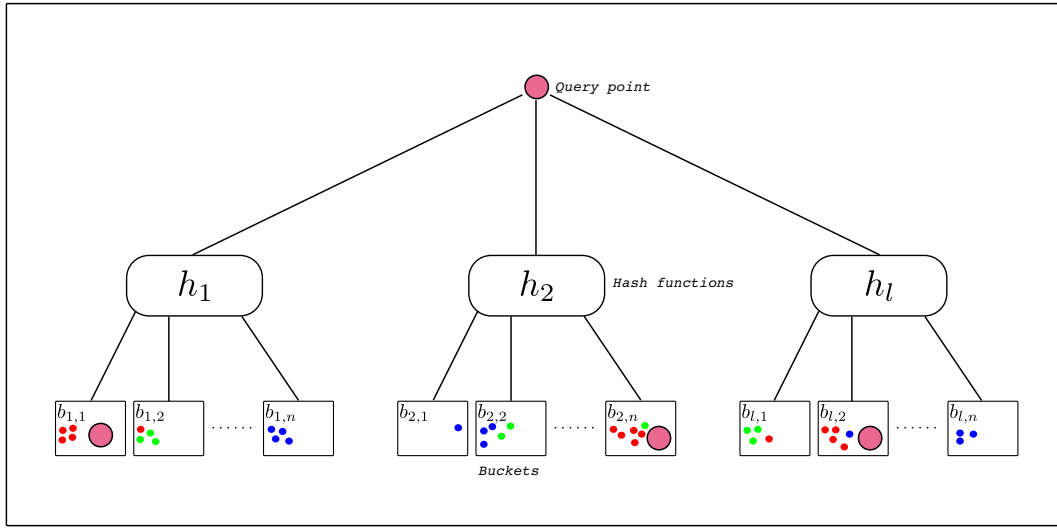 Query point
h₁ h₂ Hash functions hₗ
b₁,₁ b₁,₂ ...... b₁,ₙ b₂,₁ b₂,₂ ...... b₂,ₙ bₗ,₁ bₗ,₂ ...... bₗ,ₙ
Buckets